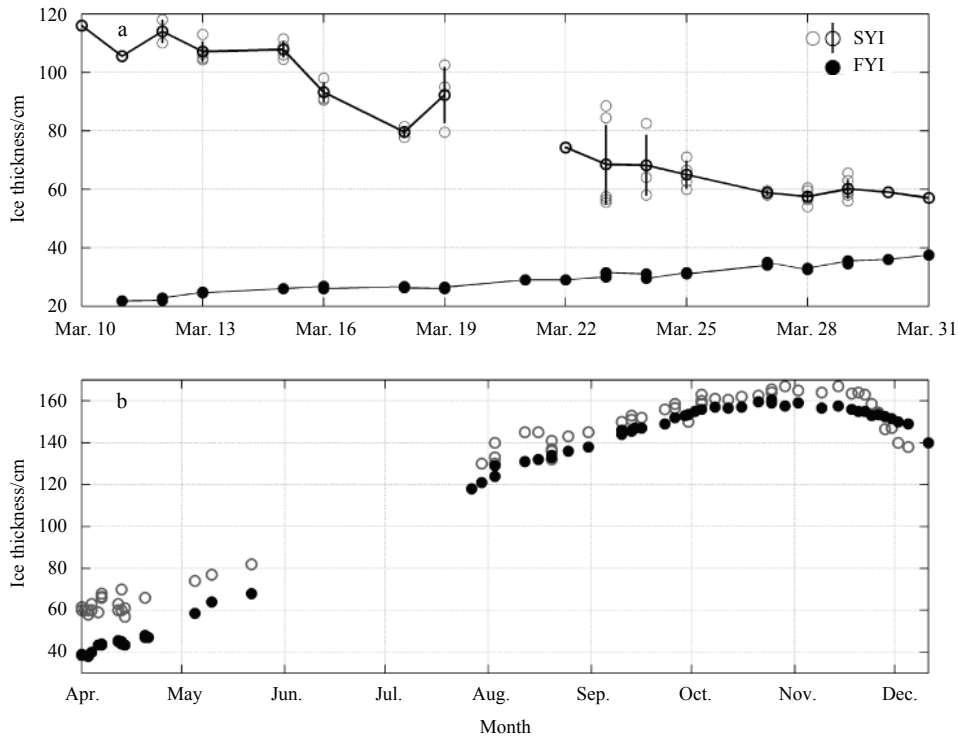 120
100
80
60
40
20
Ice thickness/cm
a
SYI
FYI
Mar. 10 Mar. 13 Mar. 16 Mar. 19 Mar. 22 Mar. 25 Mar. 28 Mar. 31
160
140
120
100
80
60
40
Ice thickness/cm
b
Apr. May Jun. Jul. Aug. Sep. Oct. Nov. Dec.
Month